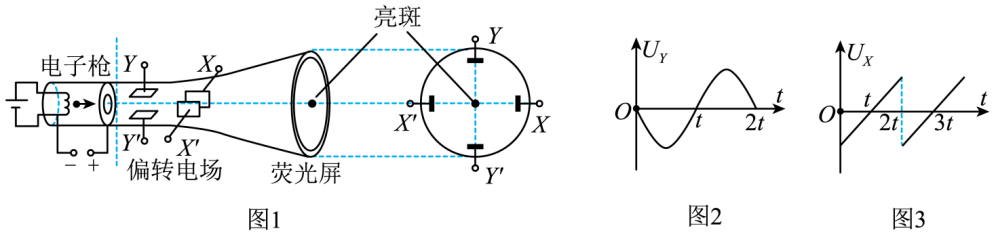 亮斑
电子枪 Y X Y
X' X
Y' X' Y'
- +
偏转电场 荧光屏
图1
U_Y
O t 2t t
图2
U_X
O t 2t 3t t
图3